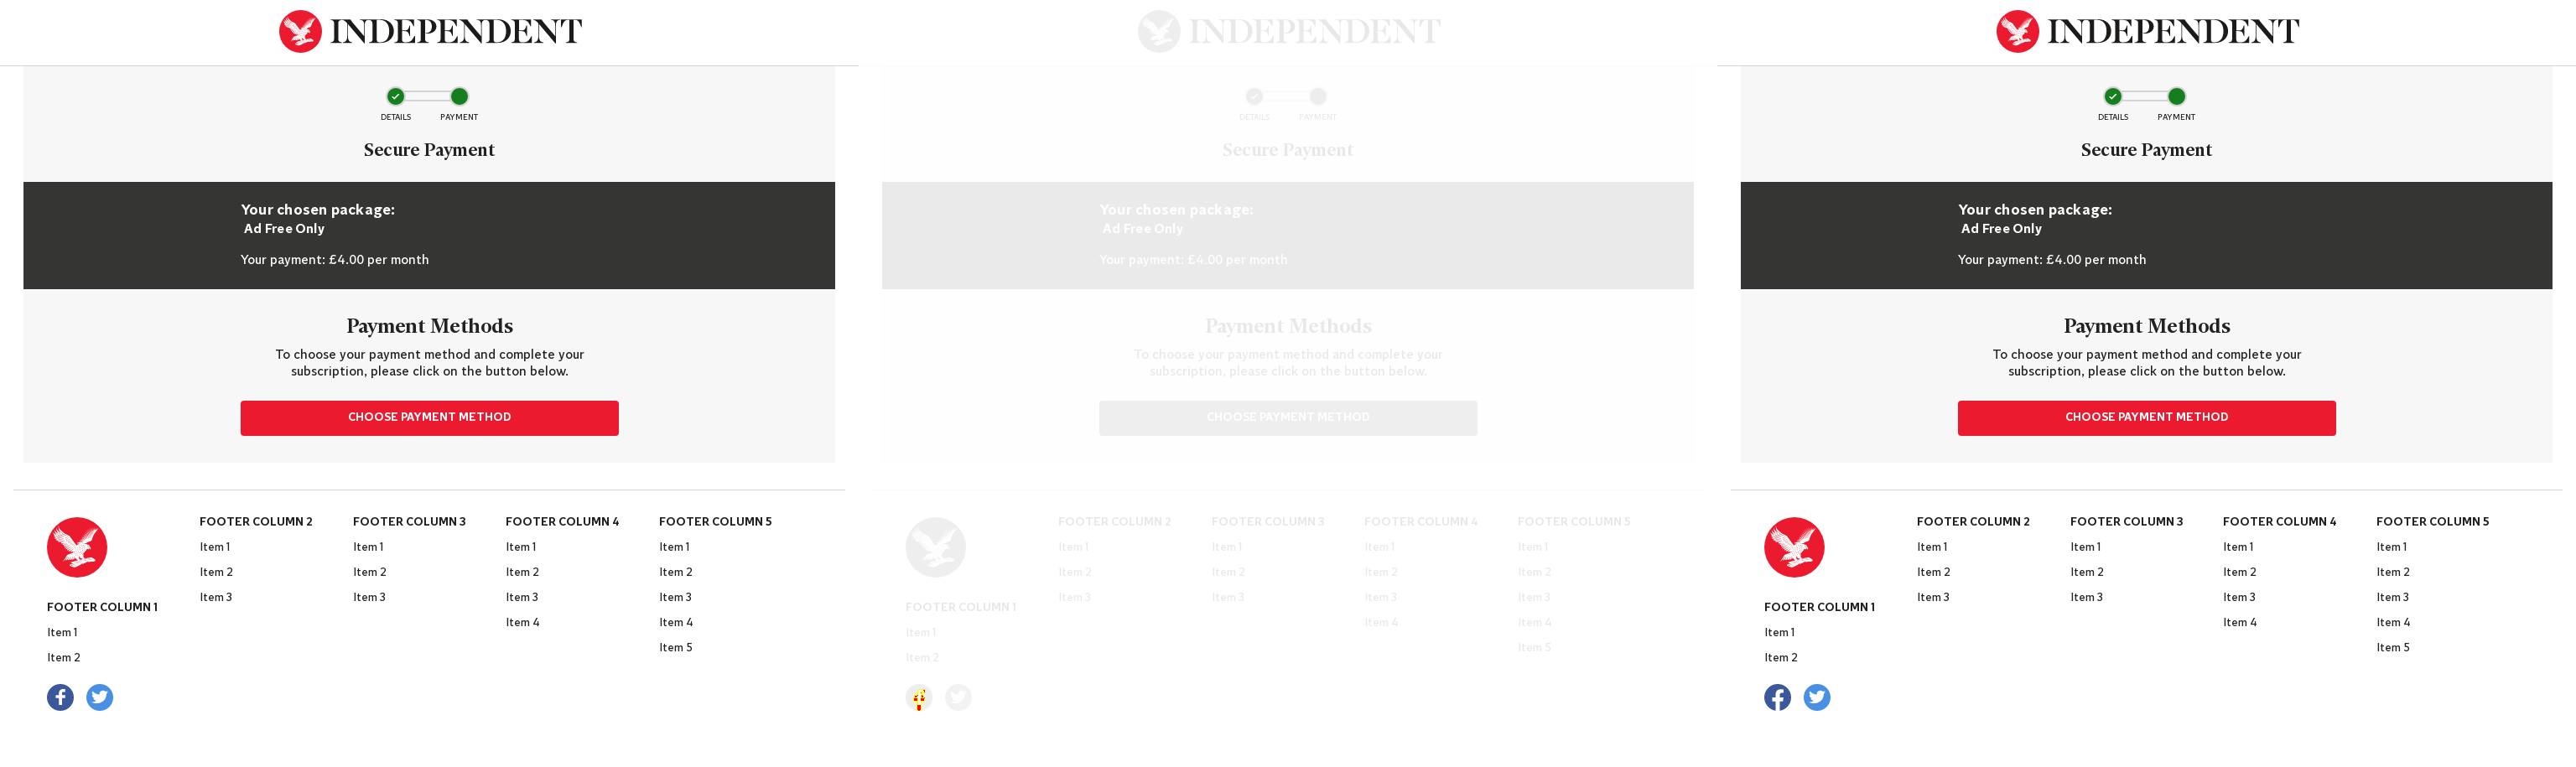 INDEPENDENT
DETAILS PAYMENT
Secure Payment
Your chosen package:
Ad Free Only
Your payment: £4.00 per month
Payment Methods
To choose your payment method and complete your
subscription, please click on the button below.
CHOOSE PAYMENT METHOD
FOOTER COLUMN 1
Item 1
Item 2
FOOTER COLUMN 2
Item 1
Item 2
Item 3
FOOTER COLUMN 3
Item 1
Item 2
Item 3
FOOTER COLUMN 4
Item 1
Item 2
Item 3
Item 4
FOOTER COLUMN 5
Item 1
Item 2
Item 3
Item 4
Item 5
INDEPENDENT
DETAILS PAYMENT
Secure Payment
Your chosen package:
Ad Free Only
Your payment: £4.00 per month
Payment Methods
To choose your payment method and complete your
subscription, please click on the button below.
CHOOSE PAYMENT METHOD
FOOTER COLUMN 1
Item 1
Item 2
FOOTER COLUMN 2
Item 1
Item 2
Item 3
FOOTER COLUMN 3
Item 1
Item 2
Item 3
FOOTER COLUMN 4
Item 1
Item 2
Item 3
Item 4
FOOTER COLUMN 5
Item 1
Item 2
Item 3
Item 4
Item 5
INDEPENDENT
DETAILS PAYMENT
Secure Payment
Your chosen package:
Ad Free Only
Your payment: £4.00 per month
Payment Methods
To choose your payment method and complete your
subscription, please click on the button below.
CHOOSE PAYMENT METHOD
FOOTER COLUMN 1
Item 1
Item 2
FOOTER COLUMN 2
Item 1
Item 2
Item 3
FOOTER COLUMN 3
Item 1
Item 2
Item 3
FOOTER COLUMN 4
Item 1
Item 2
Item 3
Item 4
FOOTER COLUMN 5
Item 1
Item 2
Item 3
Item 4
Item 5